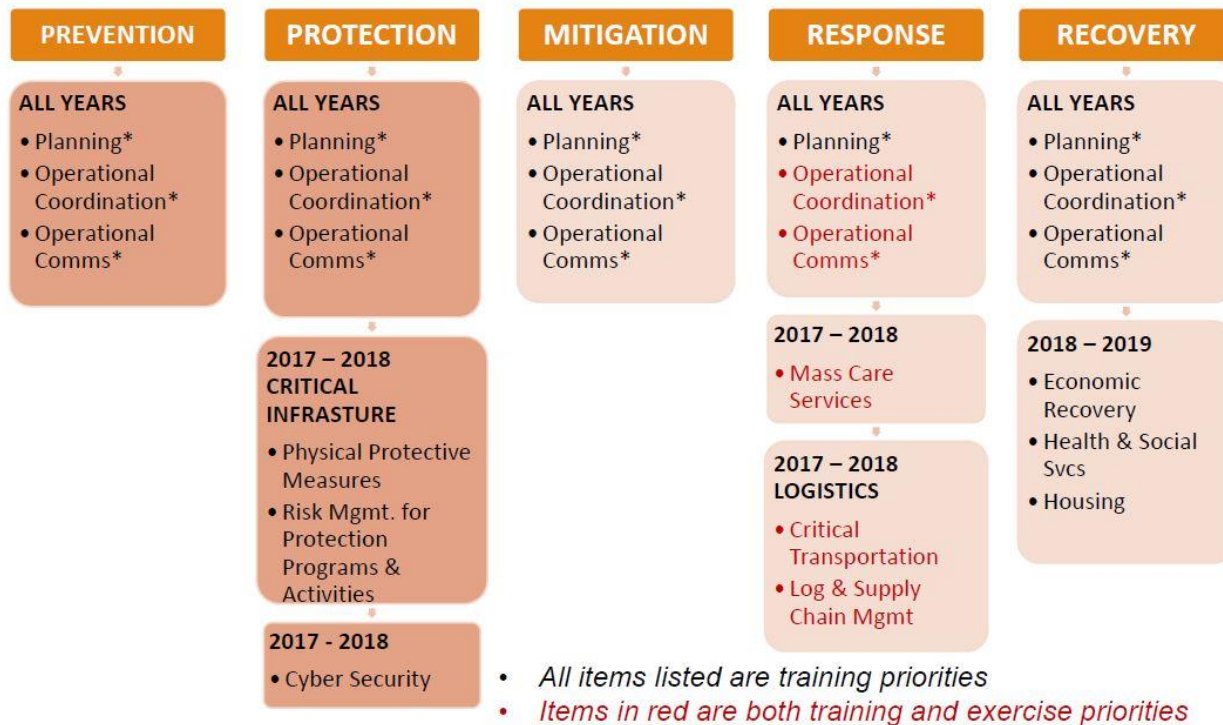 PREVENTION
ALL YEARS
• Planning*
• Operational
Coordination*
• Operational
Comms*
PROTECTION
ALL YEARS
• Planning*
• Operational
Coordination*
• Operational
Comms*
2017 – 2018
CRITICAL
INFRASTURE
• Physical Protective
Measures
• Risk Mgmt. for
Protection
Programs &
Activities
2017 - 2018
• Cyber Security
MITIGATION
ALL YEARS
• Planning*
• Operational
Coordination*
• Operational
Comms*
RESPONSE
ALL YEARS
• Planning*
• Operational
Coordination*
• Operational
Comms*
2017 – 2018
• Mass Care
Services
2017 – 2018
LOGISTICS
• Critical
Transportation
• Log & Supply
Chain Mgmt
RECOVERY
ALL YEARS
• Planning*
• Operational
Coordination*
• Operational
Comms*
2018 – 2019
• Economic
Recovery
• Health & Social
Svcs
• Housing
• All items listed are training priorities
• Items in red are both training and exercise priorities